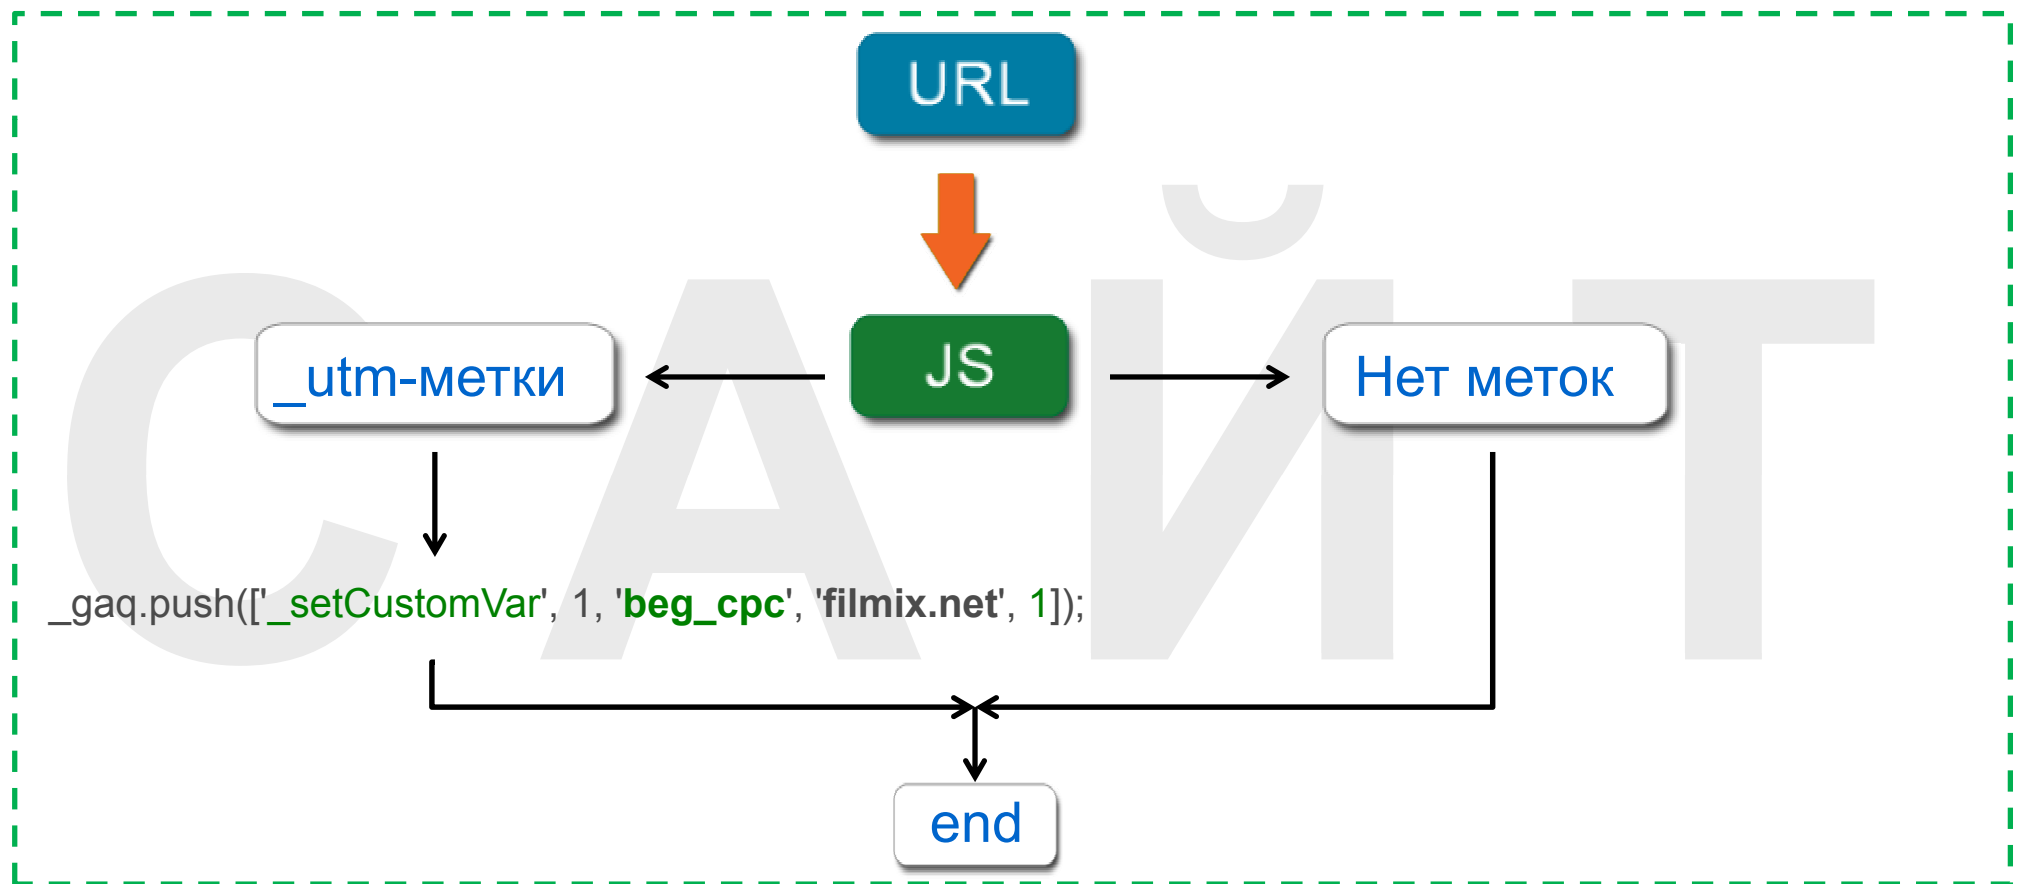 URL
САЙТ
_utm-метки
JS
Нет меток
_gaq.push(['_setCustomVar', 1, 'beg_cpc', 'filmix.net', 1]);
end